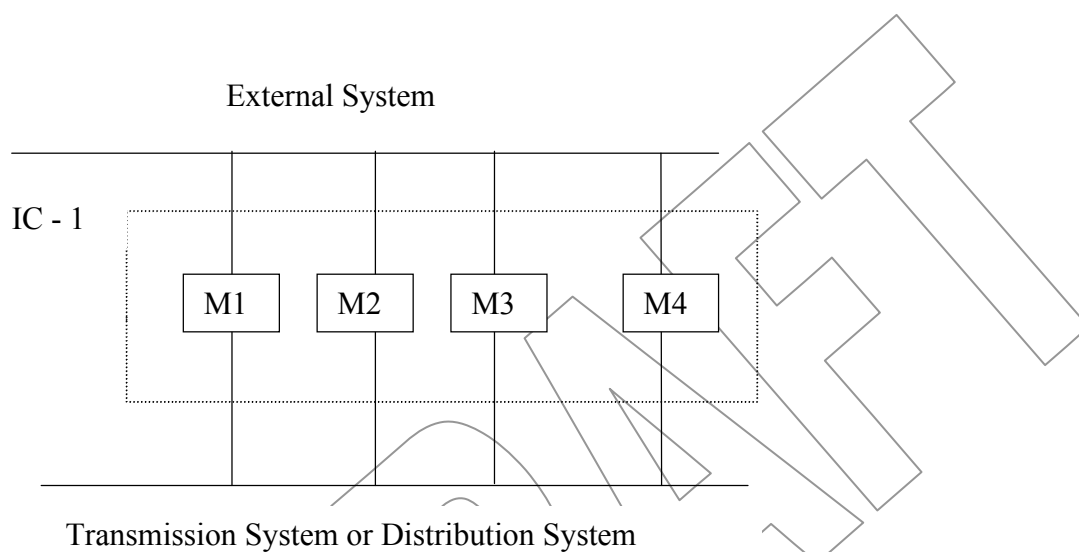 External System
IC - 1
M1 M2 M3 M4
Transmission System or Distribution System